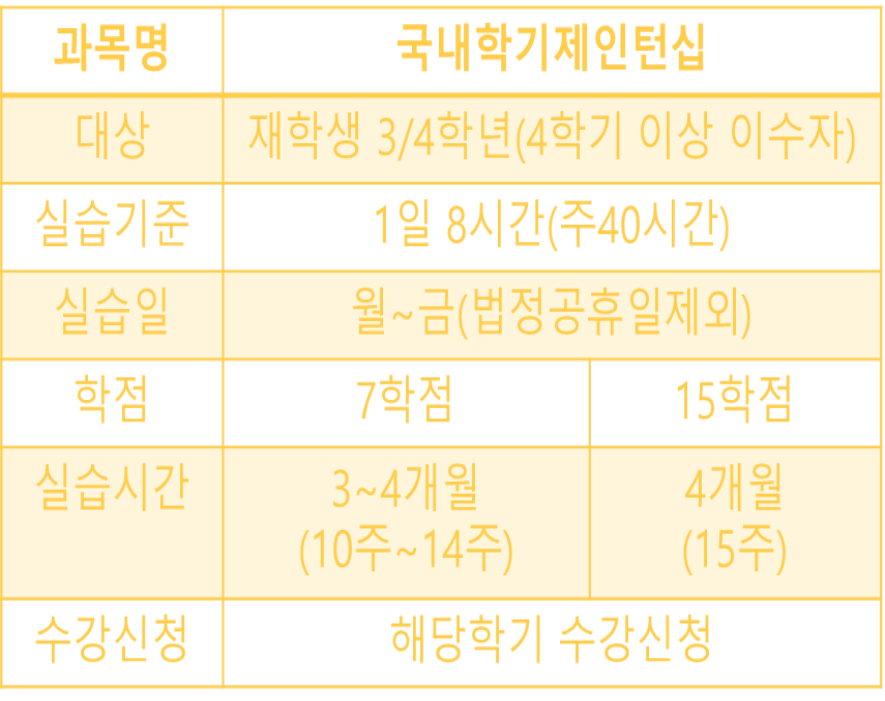 과목명 국내학기제인턴십
대상 재학생 3/4학년(4학기 이상 이수자)
실습기준 1일 8시간(주40시간)
실습일 월~금(법정공휴일제외)
학점 7학점 15학점
실습시간 3~4개월 4개월
(10주~14주) (15주)
수강신청 해당학기 수강신청